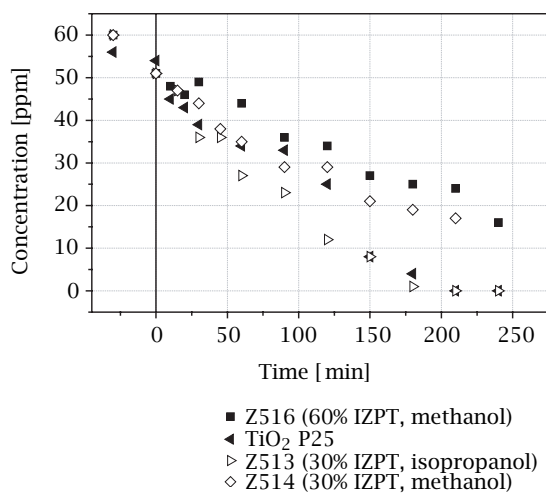 60
50
40
30
20
10
0
Concentration [ppm]
0 50 100 150 200 250
Time [min]
Z516 (60% IZPT, methanol)
TiO₂ P25
Z513 (30% IZPT, isopropanol)
Z514 (30% IZPT, methanol)